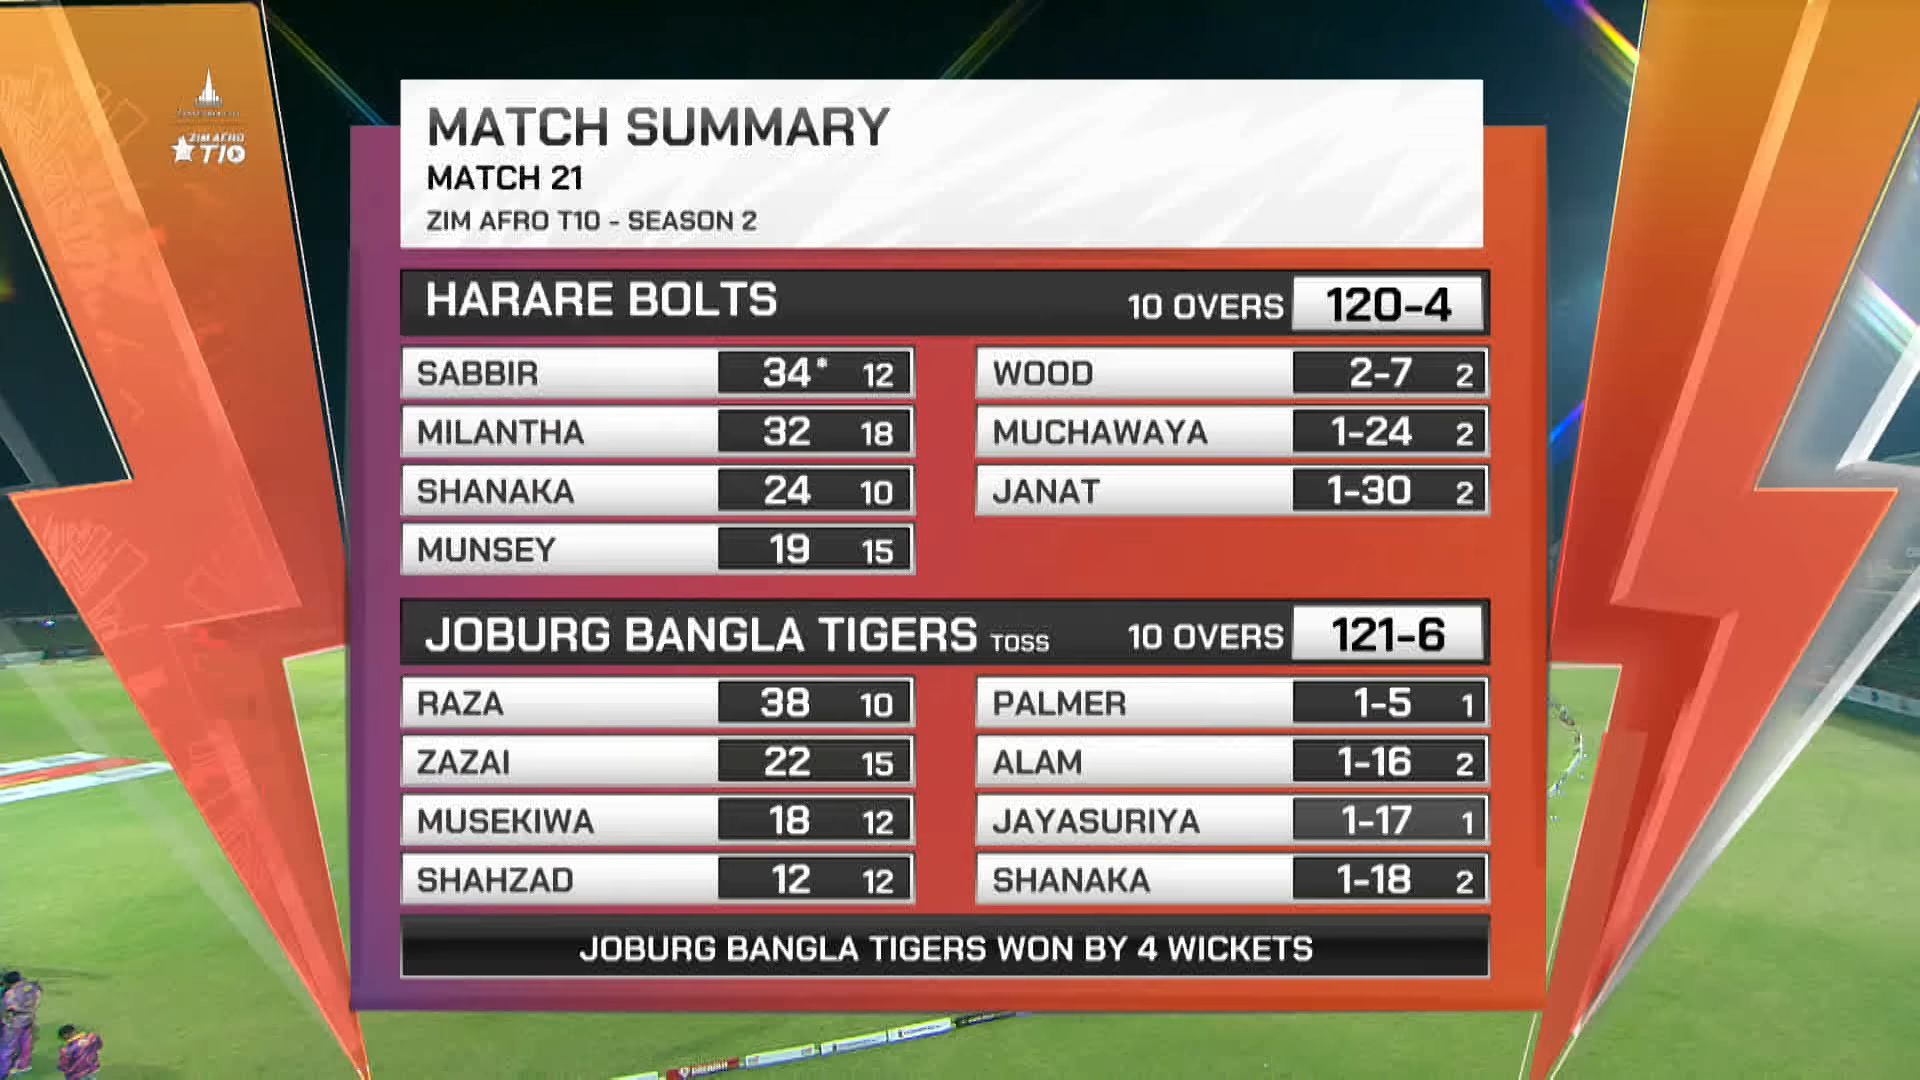 ZIM AFRO
T10
MATCH SUMMARY
MATCH 21
ZIM AFRO T10 - SEASON 2
HARARE BOLTS 10 OVERS 120-4
SABBIR 34* 12 WOOD 2-7 2
MILANTHA 32 18 MUCHAWAYA 1-24 2
SHANAKA 24 10 JANAT 1-30 2
MUNSEY 19 15
JOBURG BANGLA TIGERS TOSS 10 OVERS 121-6
RAZA 38 10 PALMER 1-5 1
ZAZAI 22 15 ALAM 1-16 2
MUSEKIWA 18 12 JAYASURIYA 1-17 1
SHAHZAD 12 12 SHANAKA 1-18 2
JOBURG BANGLA TIGERS WON BY 4 WICKETS